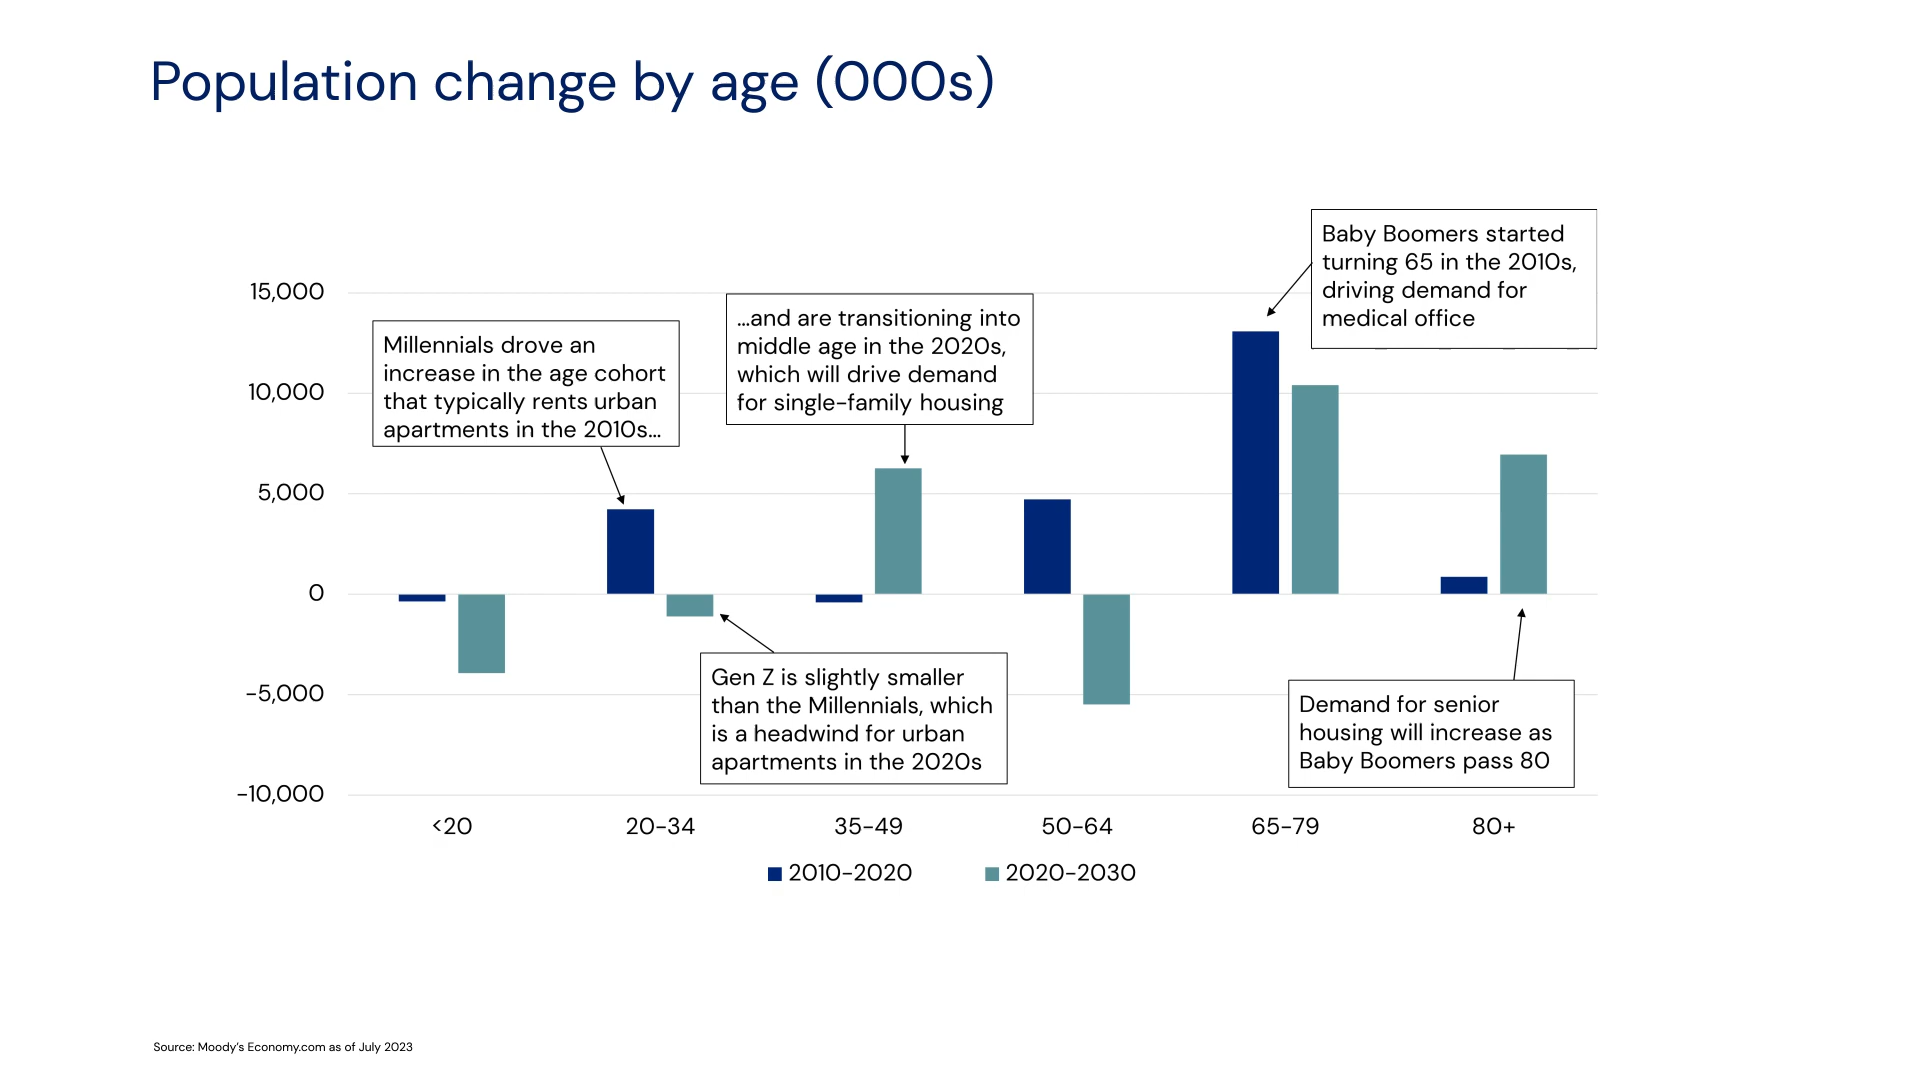 Population change by age (000s)
Baby Boomers started
turning 65 in the 2010s,
driving demand for
medical office
…and are transitioning into
middle age in the 2020s,
which will drive demand
for single-family housing
Millennials drove an
increase in the age cohort
that typically rents urban
apartments in the 2010s…
15,000
10,000
5,000
0
-5,000
-10,000
Gen Z is slightly smaller
than the Millennials, which
is a headwind for urban
apartments in the 2020s
Demand for senior
housing will increase as
Baby Boomers pass 80
<20 20-34 35-49 50-64 65-79 80+
2010-2020 2020-2030
Source: Moody's Economy.com as of July 2023